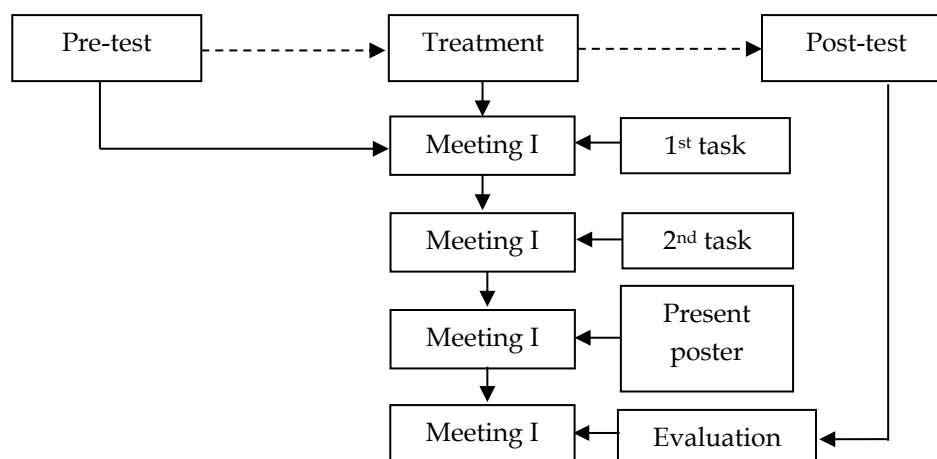 Pre-test
Treatment
Post-test
Meeting I
1st task
Meeting I
2nd task
Meeting I
Present
poster
Meeting I
Evaluation